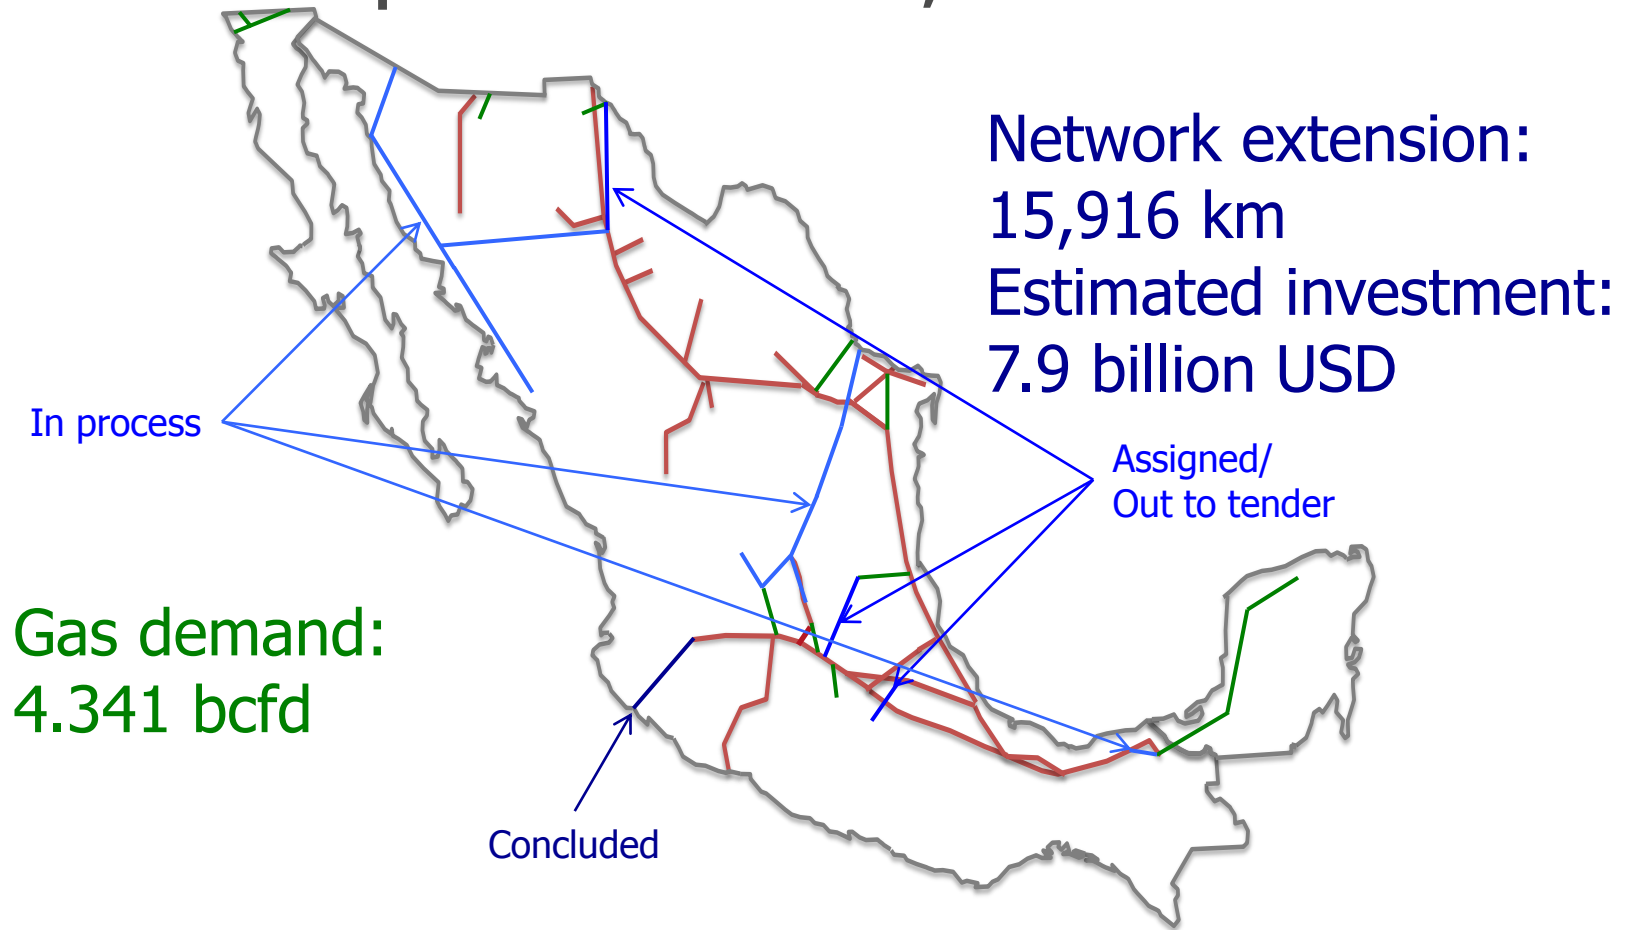 Network extension:
15,916 km
Estimated investment:
7.9 billion USD
In process
Assigned/
Out to tender
Gas demand:
4.341 bcfd
Concluded